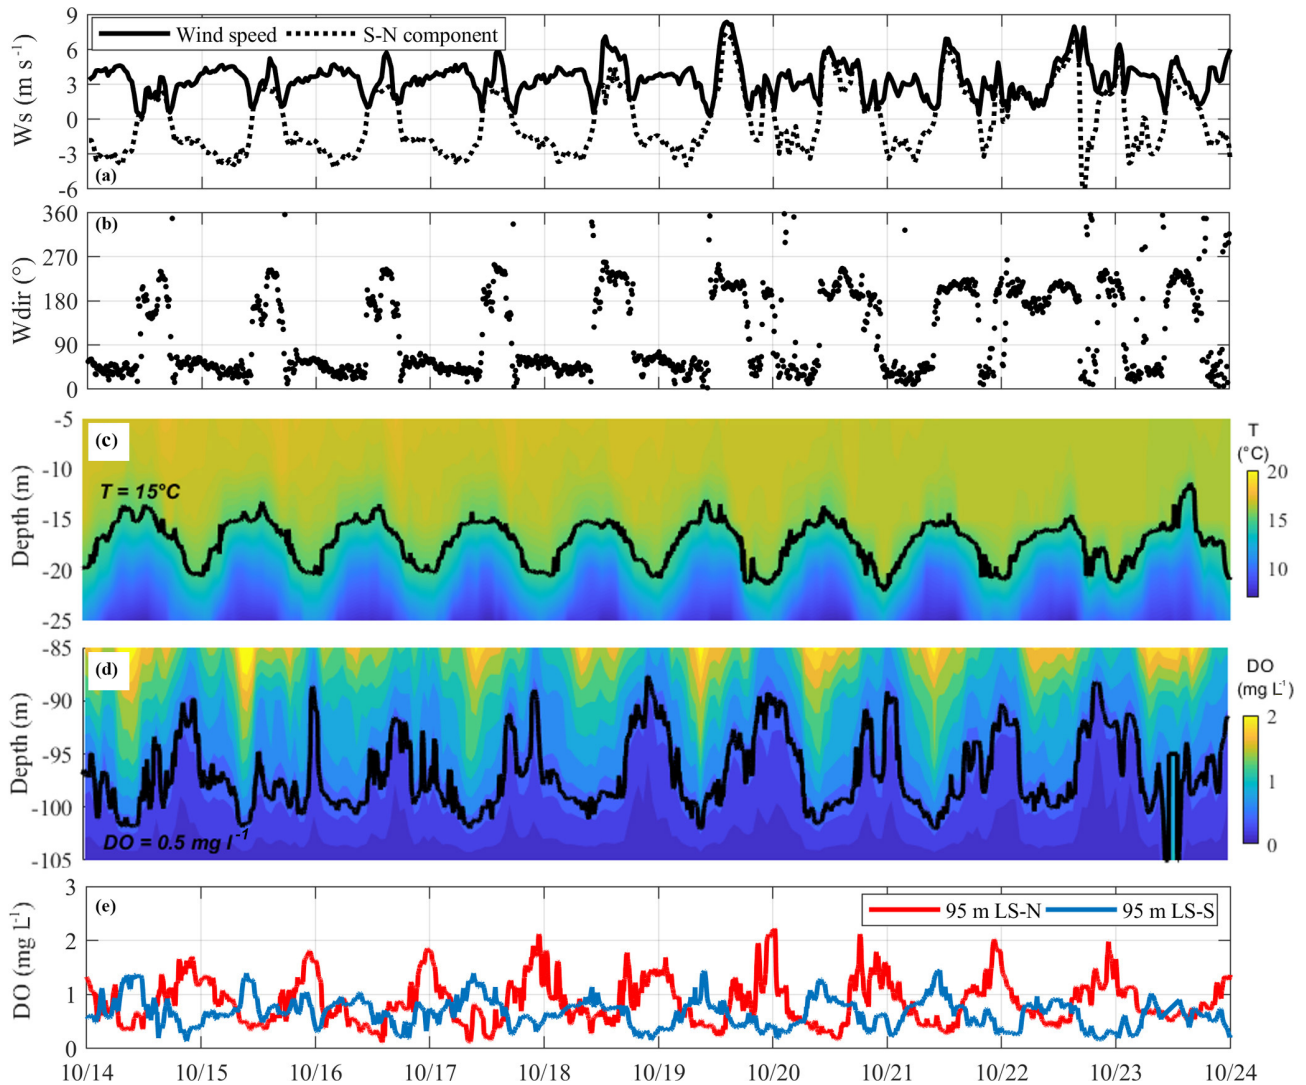 Ws (m s⁻¹)
9
6
3
0
-3
-6
Wind speed
S-N component
(a)
Wdir (°)
360
270
180
90
0
(b)
Depth (m)
-5
-10
-15
-20
-25
(c)
T = 15°C
T
(°C)
20
15
10
Depth (m)
-85
-90
-95
-100
-105
(d)
DO = 0.5 mg l⁻¹
DO
(mg L⁻¹)
2
1
0
DO (mg L⁻¹)
3
2
1
0
(e)
95 m LS-N
95 m LS-S
10/14 10/15 10/16 10/17 10/18 10/19 10/20 10/21 10/22 10/23 10/24